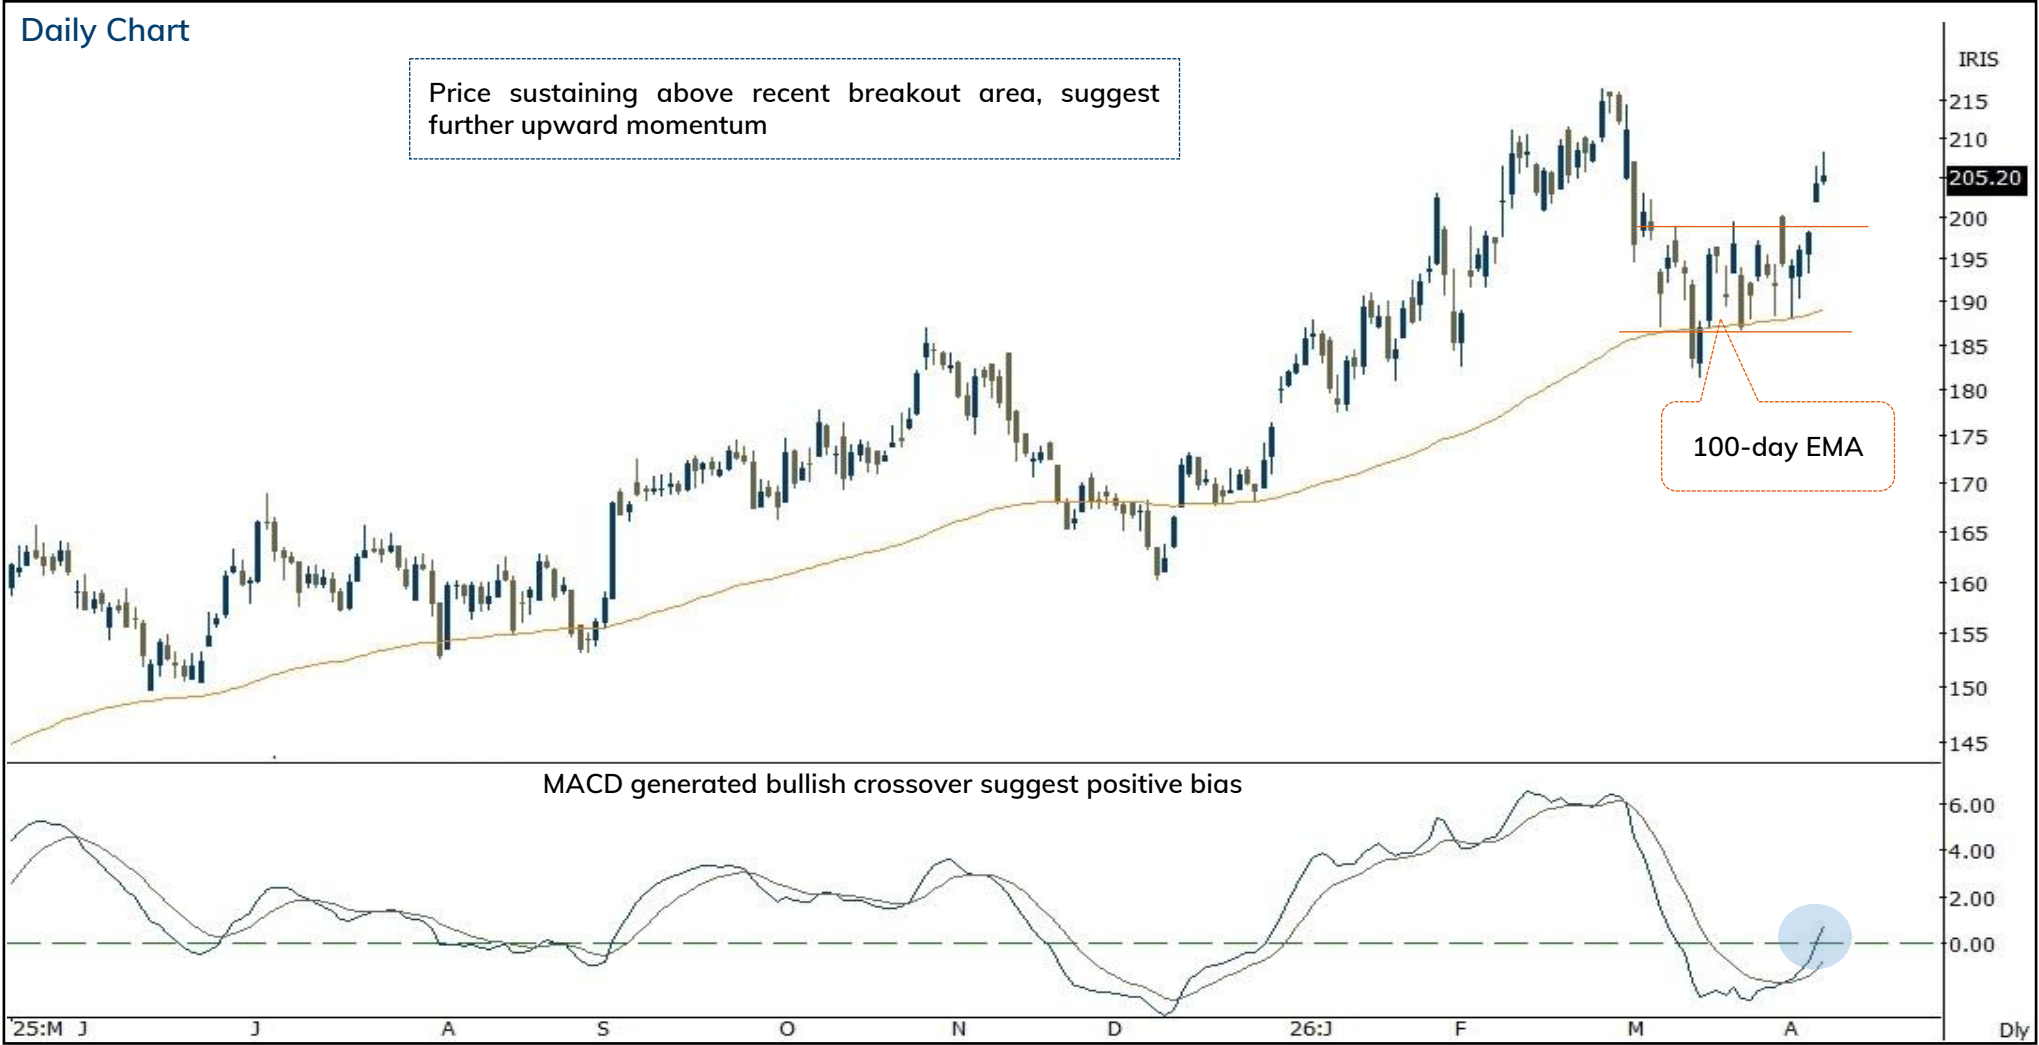 Daily Chart
Price sustaining above recent breakout area, suggest
further upward momentum
IRIS
215
210
205.20
200
195
190
185
180
175
170
165
160
155
150
145
100-day EMA
MACD generated bullish crossover suggest positive bias
6.00
4.00
2.00
0.00
25:M J J A S O N D 26:J F M A Dly